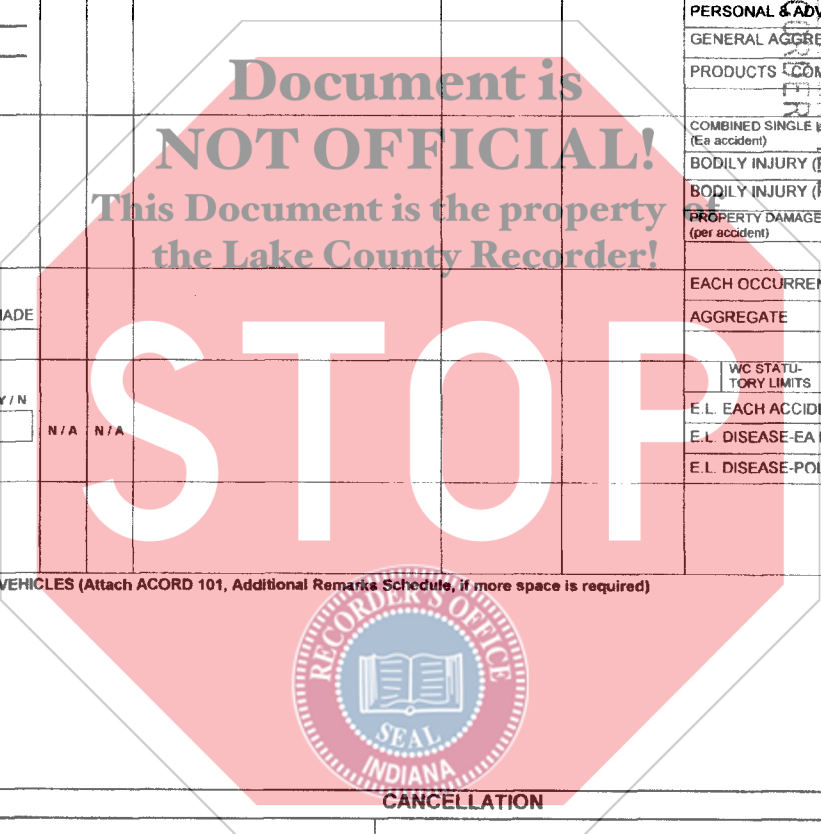 PERSONAL & ADV
GENERAL AGGRE
PRODUCTS - COM
Document is
NOT OFFICIAL!
This Document is the property of
the Lake County Recorder!
COMBINED SINGLE
(Ea accident)
BODILY INJURY (
BODILY INJURY (
PROPERTY DAMAGE
(per accident)
EACH OCCURREN
MADE
AGGREGATE
STOP
WC STATU-
TORY LIMITS
Y / N
N / A N / A
E.L. EACH ACCIDE
E.L. DISEASE-EA
E.L. DISEASE-POL
VEHICLES (Attach ACORD 101, Additional Remarks Schedule, if more space is required)
RECORDER'S OFFICE
SEAL
INDIANA
CANCELLATION